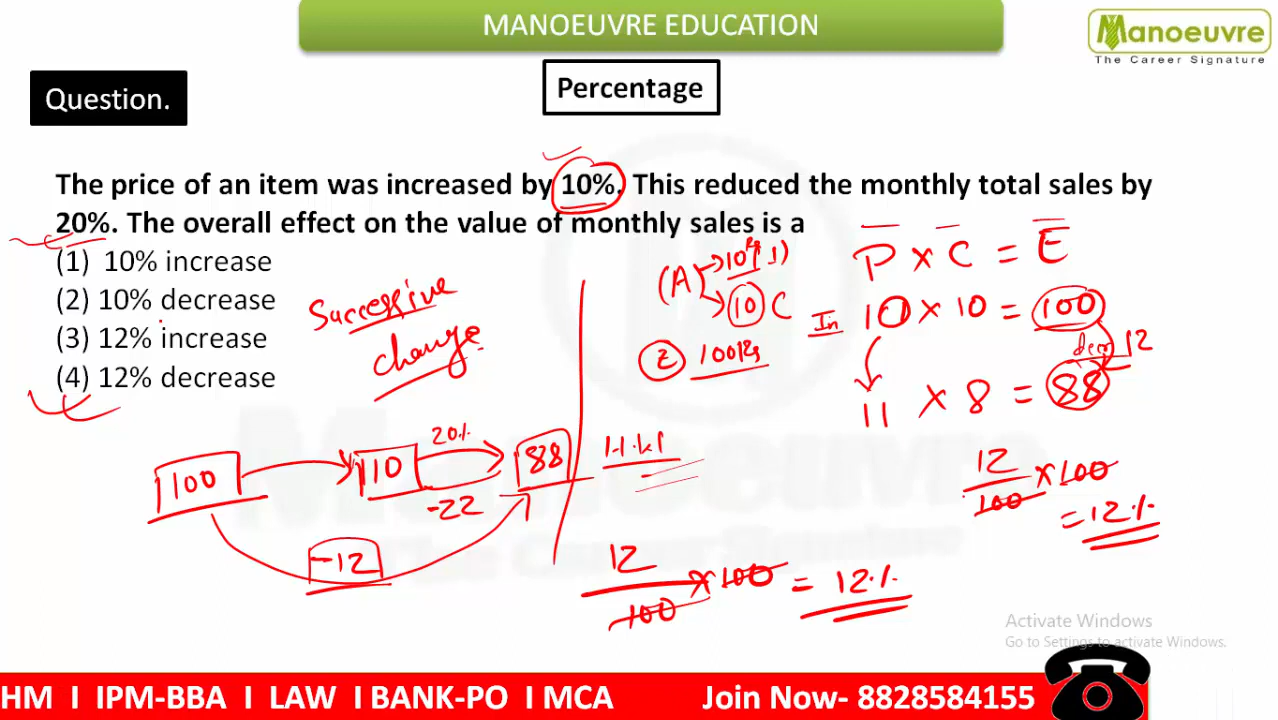 MANOEUVRE EDUCATION
Manoeuvre
The Career Signature
Percentage
Question.
The price of an item was increased by 10%. This reduced the monthly total sales by
20%. The overall effect on the value of monthly sales is a
(1) 10% increase
(2) 10% decrease
(3) 12% increase
(4) 12% decrease
Successive
change
100
110
20%
-22
88
-12
(A
10
10 C
100Rs
P × C = E
In 10 × 10 = 100
12
11 × 8 = 88
12/100 × 100
= 12%
12/100 × 100 = 12%
Activate Windows
Go to Settings to activate Windows.
HM I IPM-BBA I LAW I BANK-PO I MCA Join Now- 8828584155